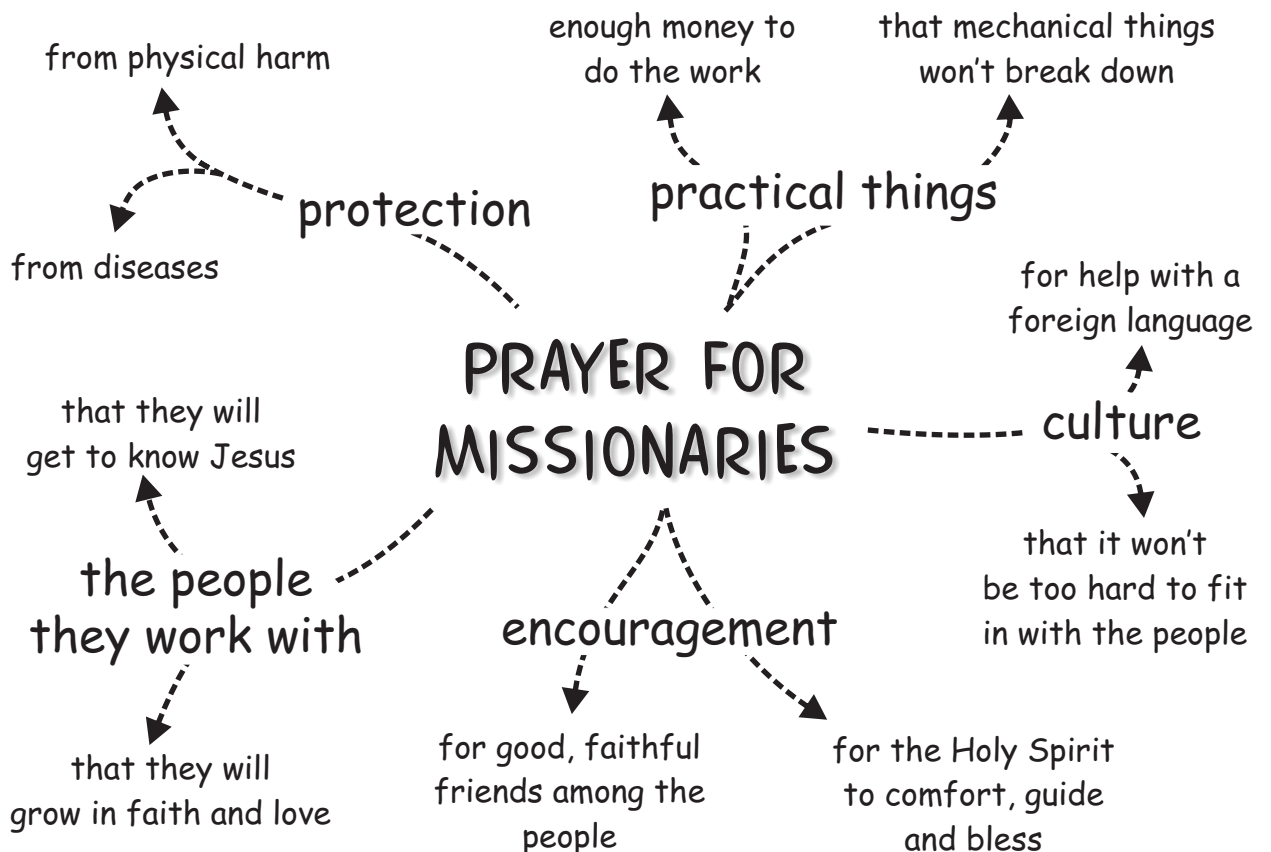 from physical harm
from diseases
protection
enough money to
do the work
that mechanical things
won't break down
practical things
PRAYER FOR
MISSIONARIES
for help with a
foreign language
culture
that it won't
be too hard to fit
in with the people
that they will
get to know Jesus
the people
they work with
that they will
grow in faith and love
encouragement
for good, faithful
friends among the
people
for the Holy Spirit
to comfort, guide
and bless